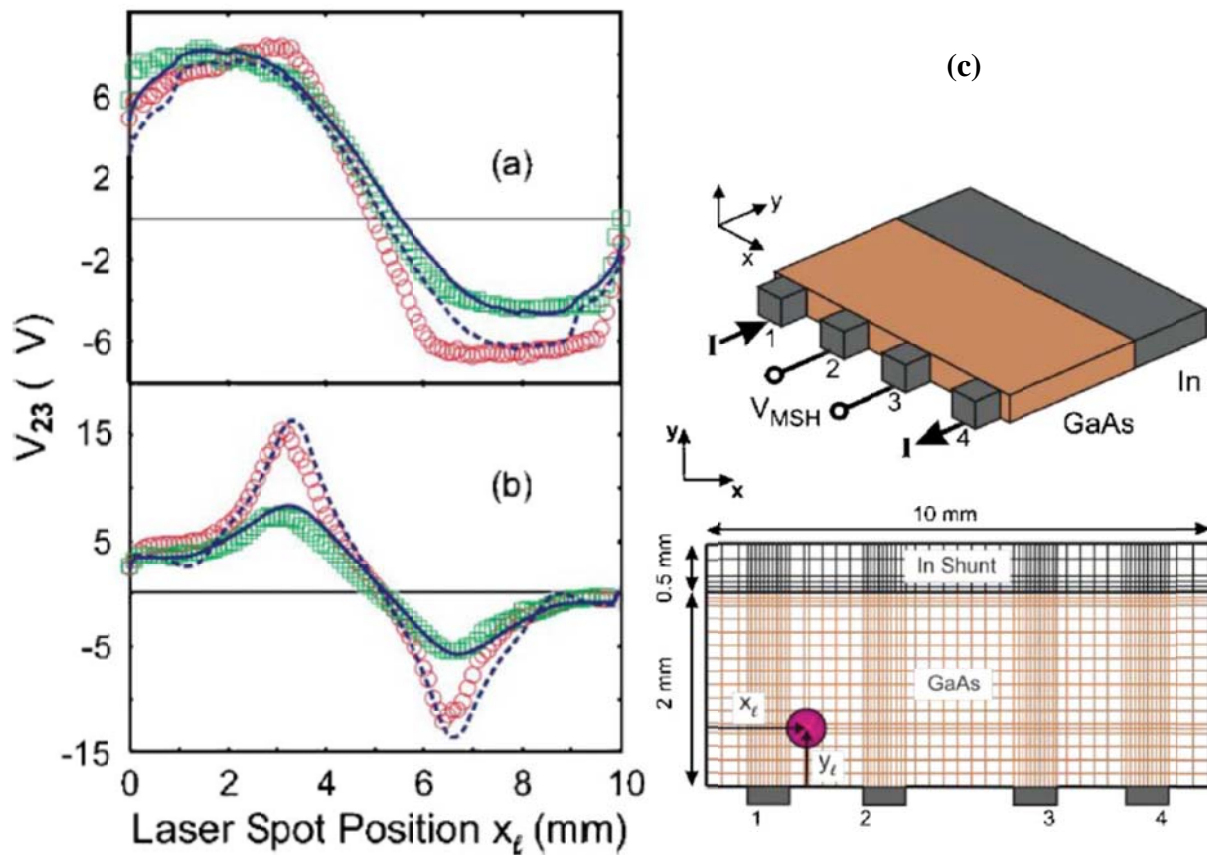 6
2
-2
-6
(a)
V23 ( V)
15
5
-5
-15
(b)
0 2 4 6 8 10
Laser Spot Position xℓ (mm)
(c)
y
x
I
1
2
VMSH
3
I
4
GaAs
In
y
x
10 mm
0.5 mm
In Shunt
2 mm
GaAs
xℓ
yℓ
1 2 3 4